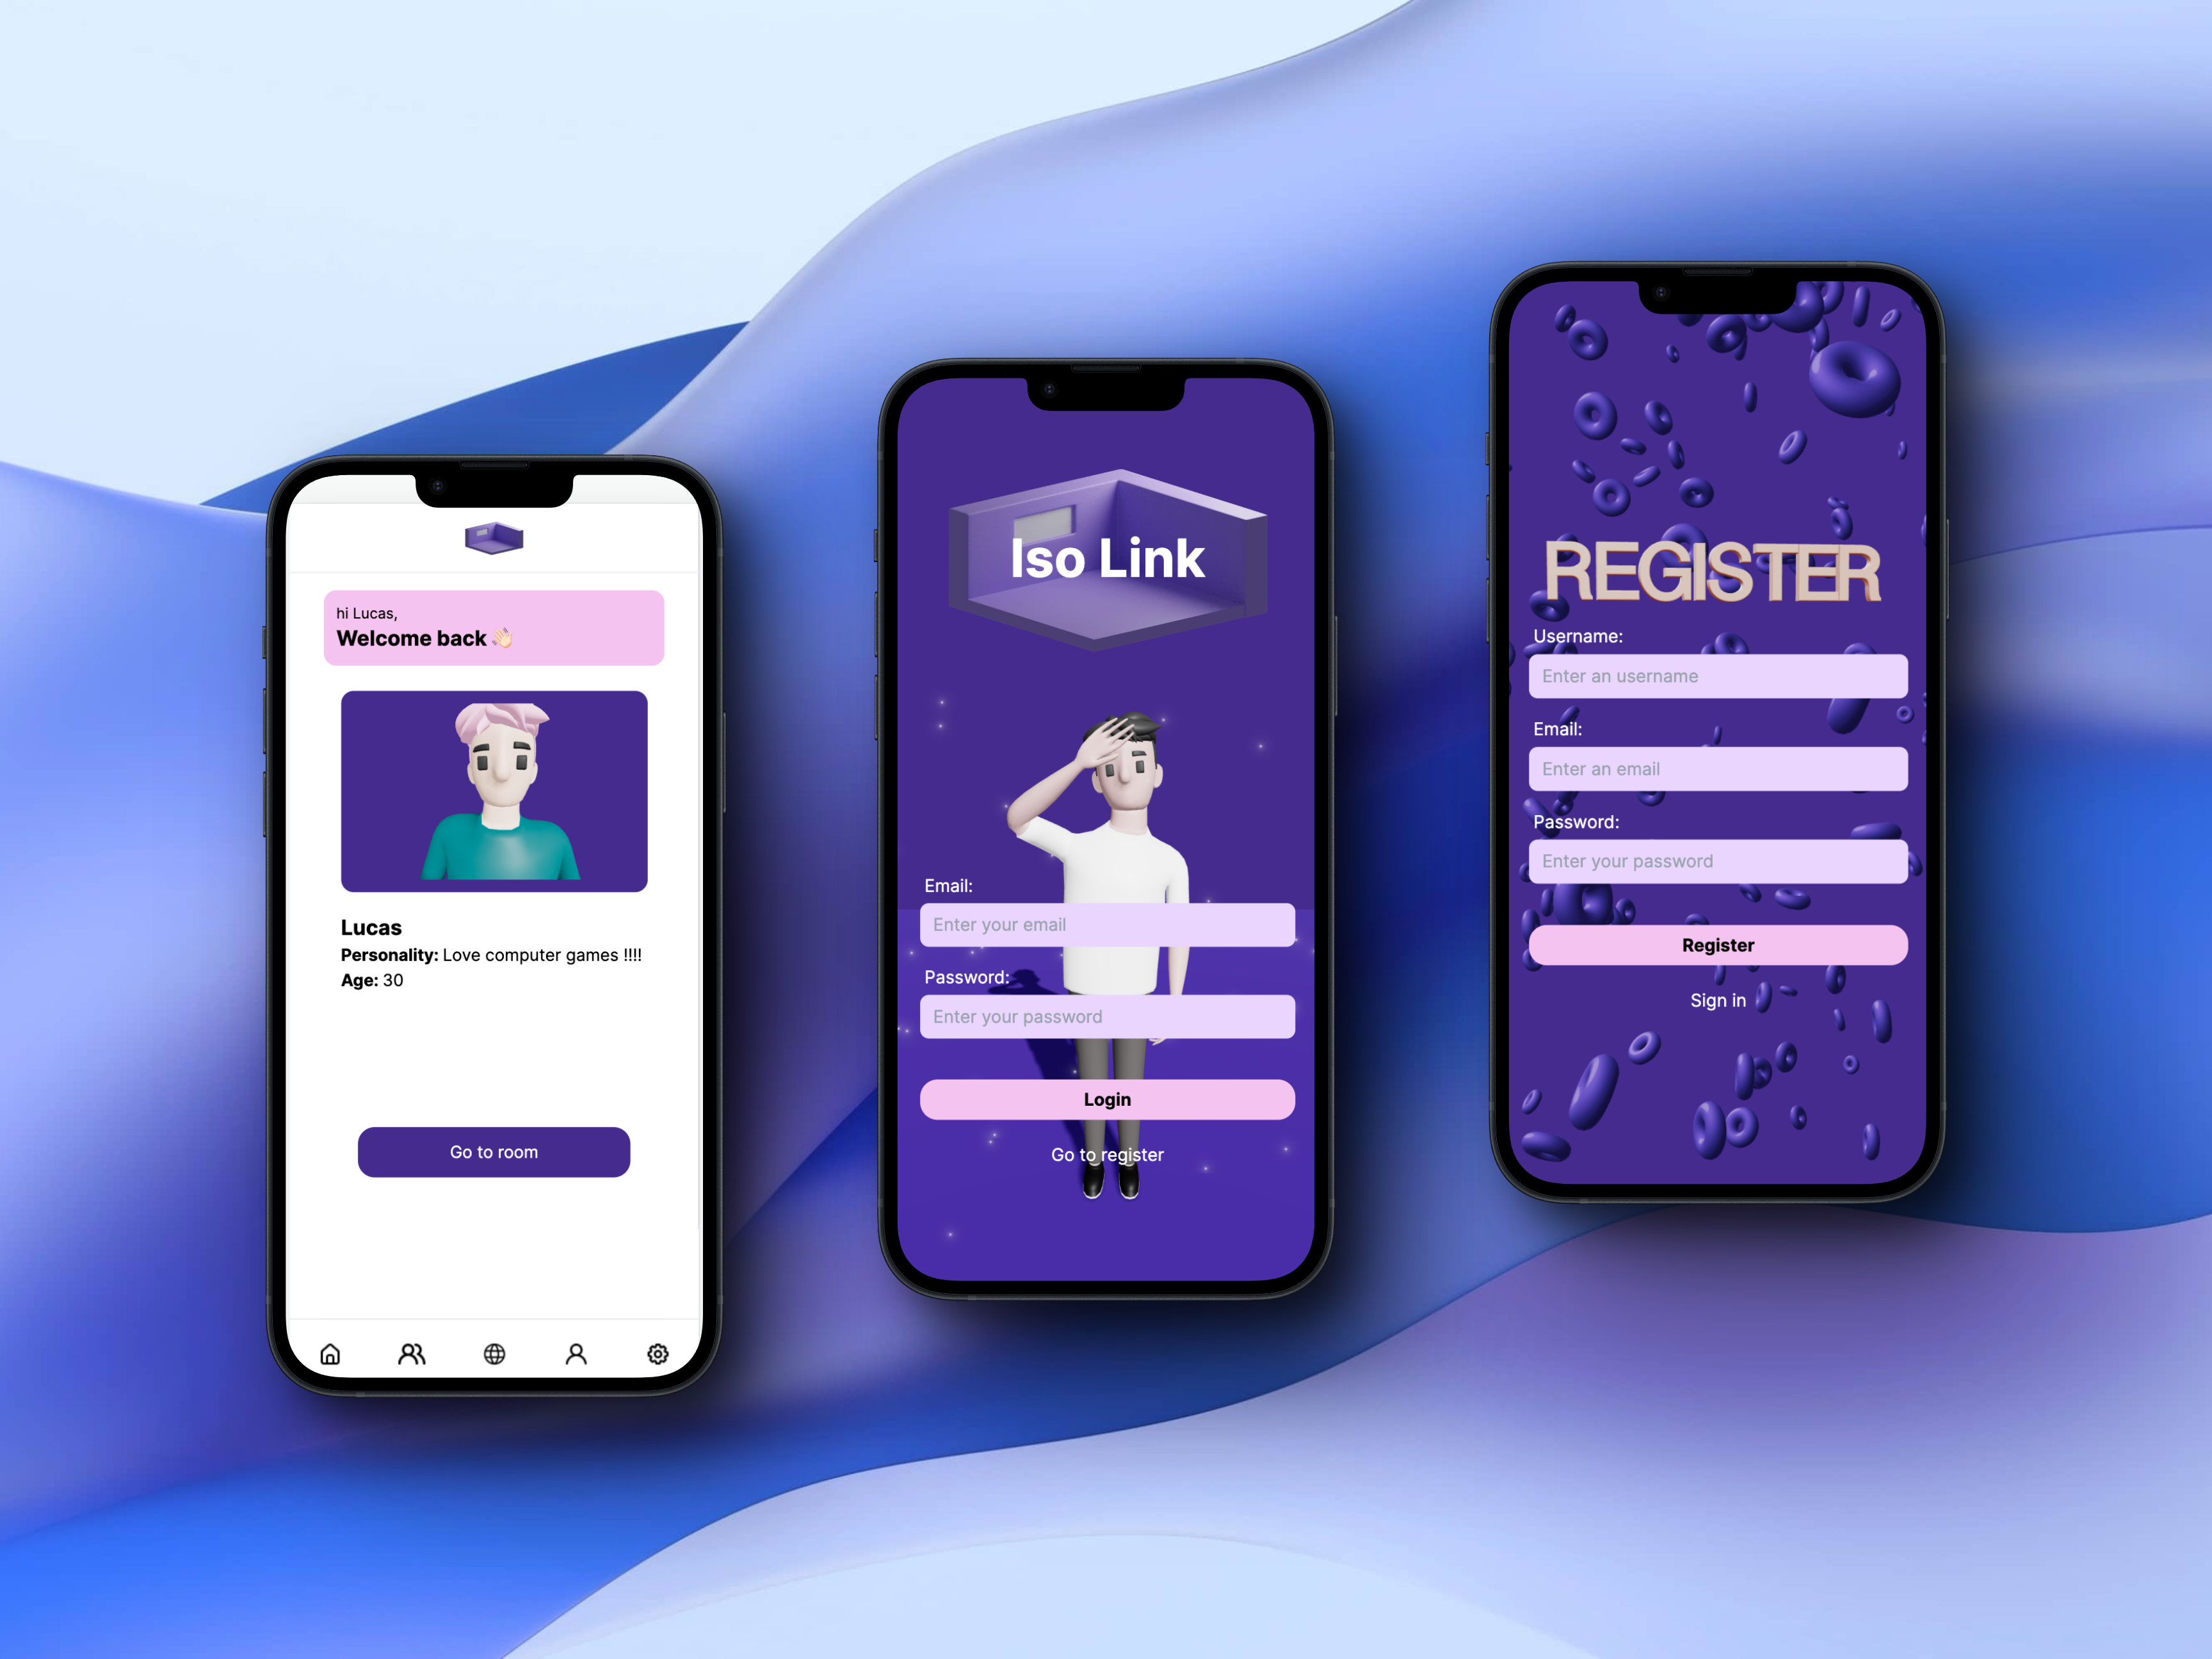 hi Lucas,
Welcome back 👋🏻
Lucas
Personality: Love computer games !!!!
Age: 30
Go to room
Iso Link
Email:
Enter your email
Password:
Enter your password
Login
Go to register
REGISTER
Username:
Enter an username
Email:
Enter an email
Password:
Enter your password
Register
Sign in